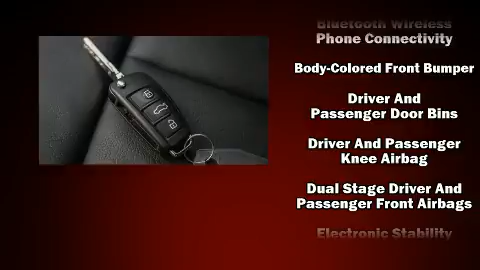 Bluetooth Wireless
Phone Connectivity
Body-Colored Front Bumper
Driver And
Passenger Door Bins
Driver And Passenger
Knee Airbag
Dual Stage Driver And
Passenger Front Airbags
Electronic Stability